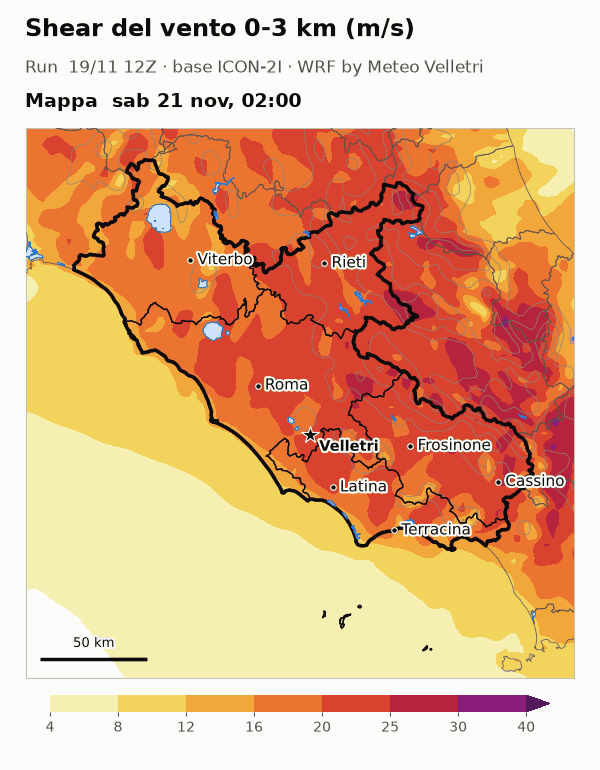 Shear del vento 0-3 km (m/s)
Run  19/11 12Z · base ICON-2I · WRF by Meteo Velletri
Mappa  sab 21 nov, 02:00
Viterbo
Rieti
Roma
Velletri
Frosinone
Cassino
Latina
Terracina
50 km
4 8 12 16 20 25 30 40